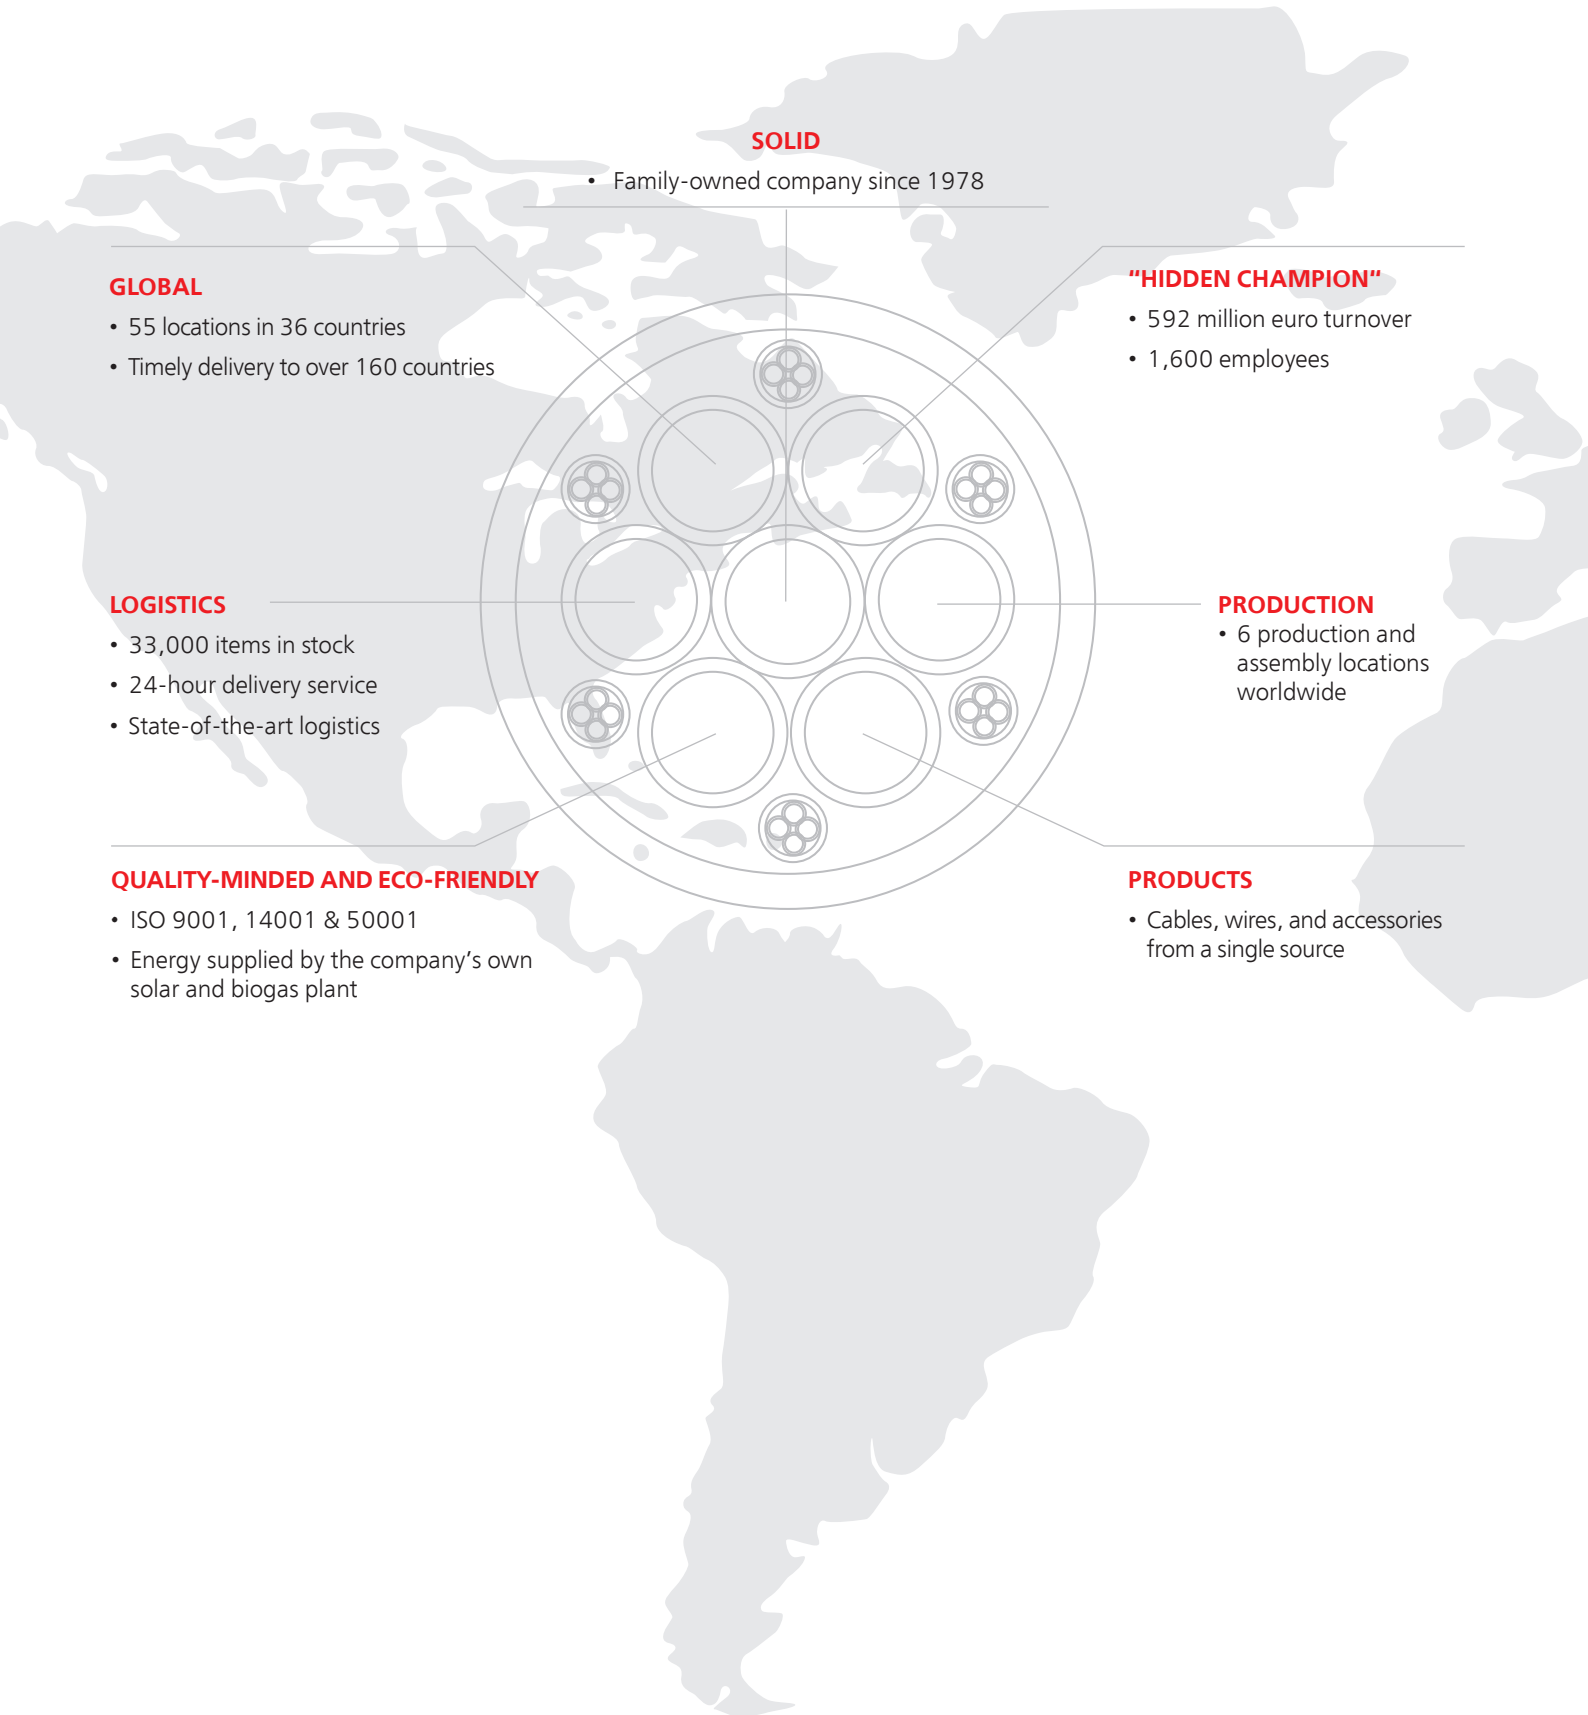 SOLID
• Family-owned company since 1978
GLOBAL
• 55 locations in 36 countries
• Timely delivery to over 160 countries
“HIDDEN CHAMPION“
• 592 million euro turnover
• 1,600 employees
LOGISTICS
• 33,000 items in stock
• 24-hour delivery service
• State-of-the-art logistics
PRODUCTION
• 6 production and
assembly locations
worldwide
QUALITY-MINDED AND ECO-FRIENDLY
• ISO 9001, 14001 & 50001
• Energy supplied by the company’s own
solar and biogas plant
PRODUCTS
• Cables, wires, and accessories
from a single source